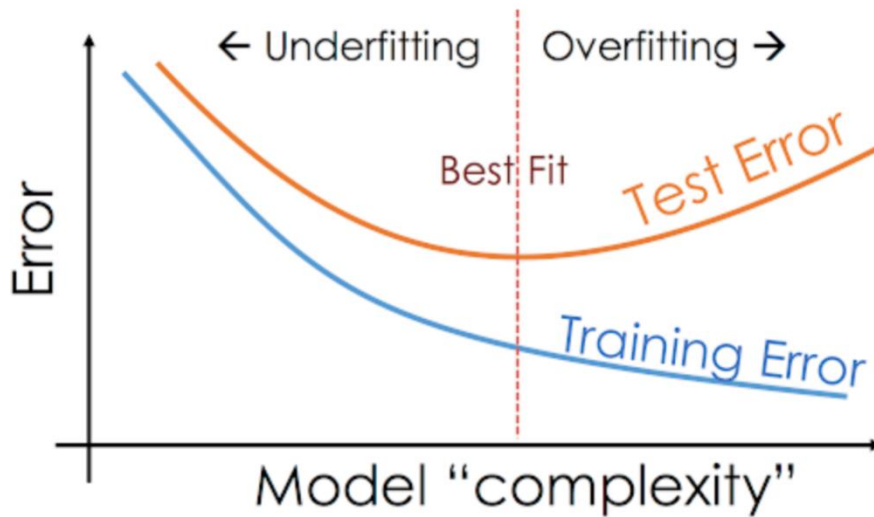 ← Underfitting
Overfitting →
Best Fit
Test Error
Training Error
Error
Model “complexity”